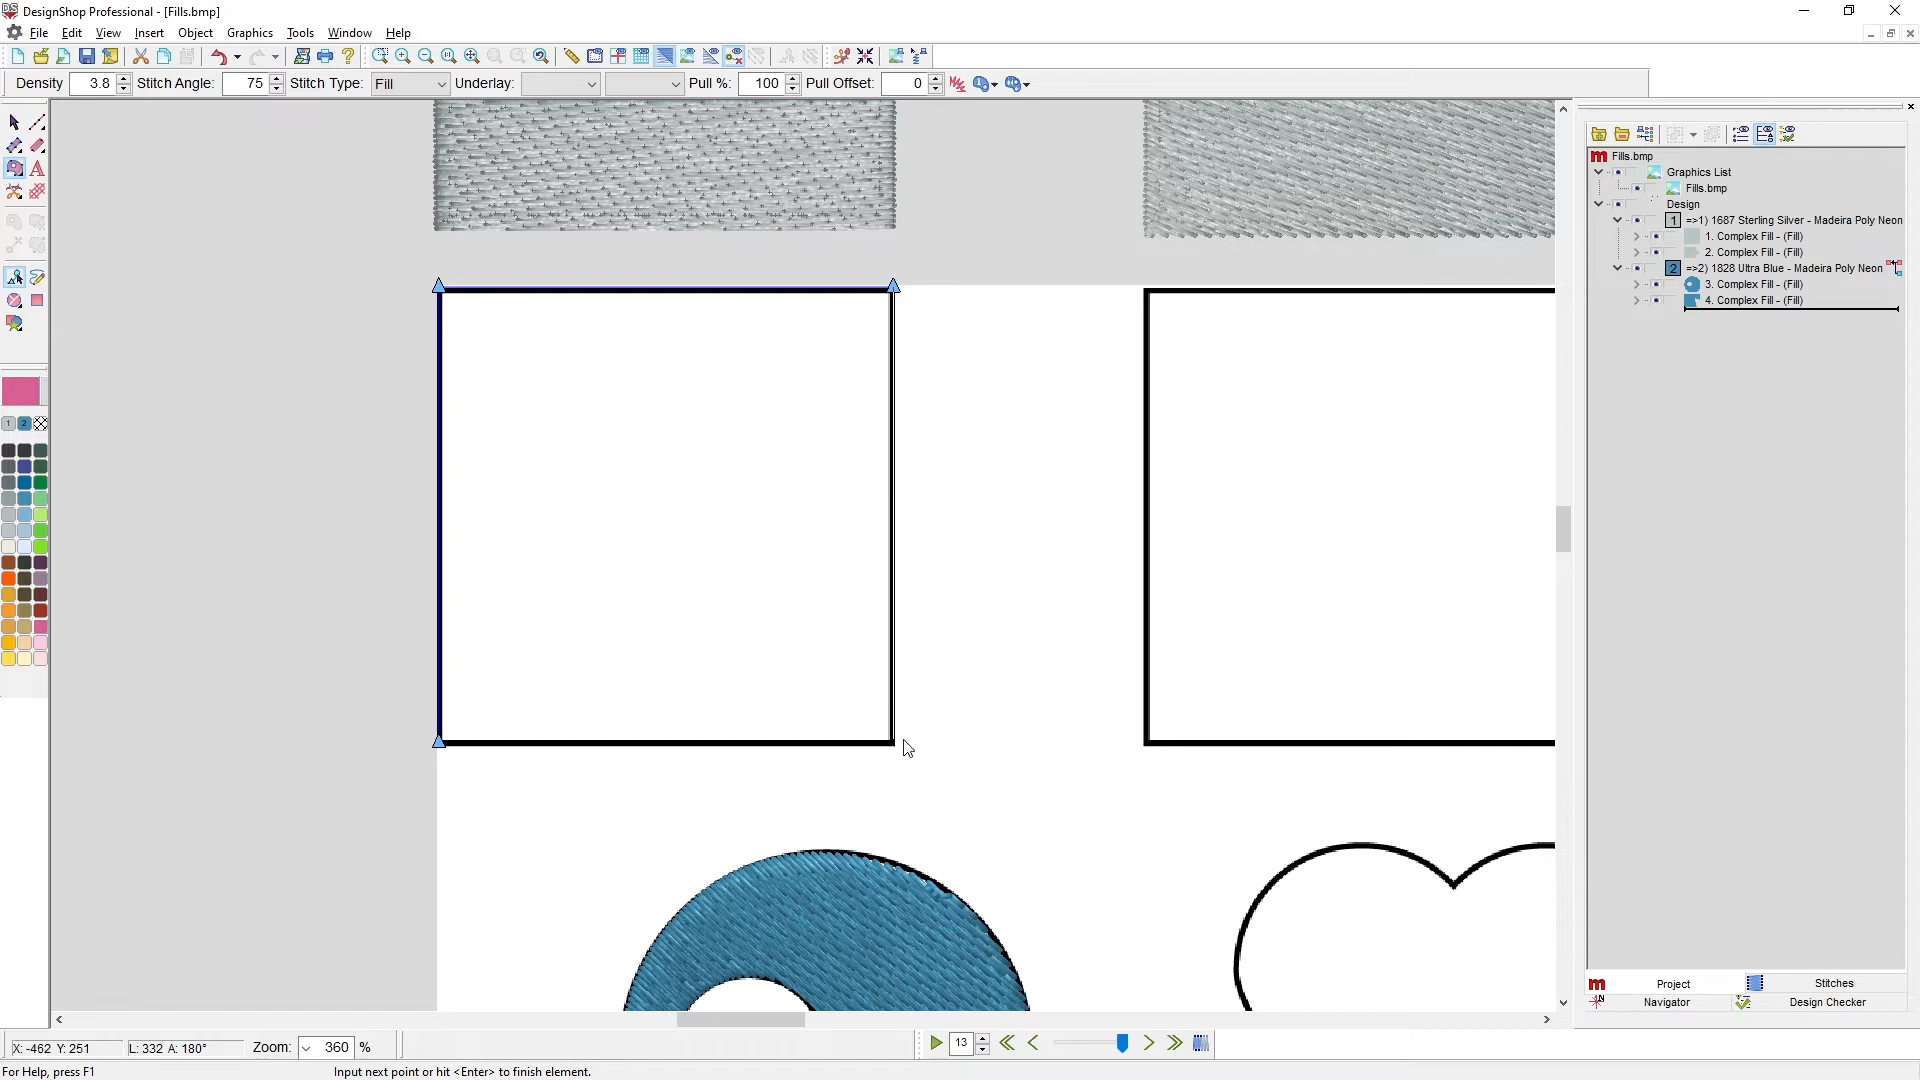 DesignShop Professional - [Fills.bmp]
File Edit View Insert Object Graphics Tools Window Help
Density 3.8 Stitch Angle: 75 Stitch Type: Fill Underlay: Pull %: 100 Pull Offset: 0
Fills.bmp
Graphics List
Fills.bmp
Design
1 =>1) 1687 Sterling Silver - Madeira Poly Neon
1. Complex Fill - (Fill)
2. Complex Fill - (Fill)
2 =>2) 1828 Ultra Blue - Madeira Poly Neon
3. Complex Fill - (Fill)
4. Complex Fill - (Fill)
1 2
Project Stitches
Navigator Design Checker
X: -462 Y: 251 L: 332 A: 180° Zoom: 360 % 13
For Help, press F1 Input next point or hit <Enter> to finish element.